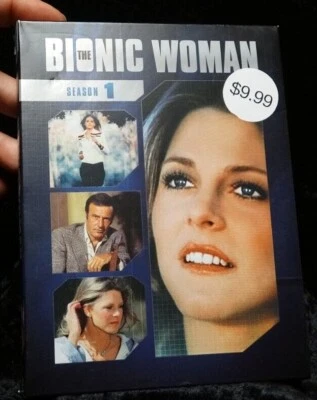 THE BIONIC WOMAN
SEASON 1
$9.99